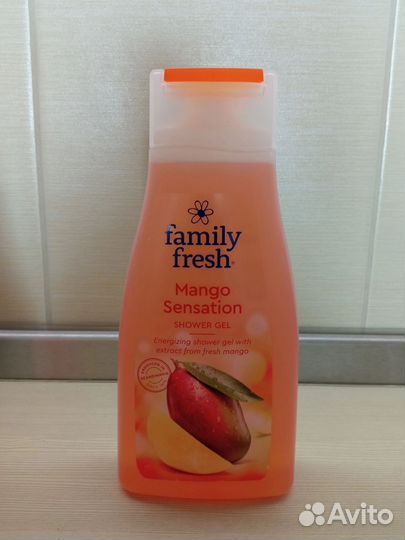 family
fresh®
Mango
Sensation
SHOWER GEL
Energizing shower gel with
extract from fresh mango
Avito